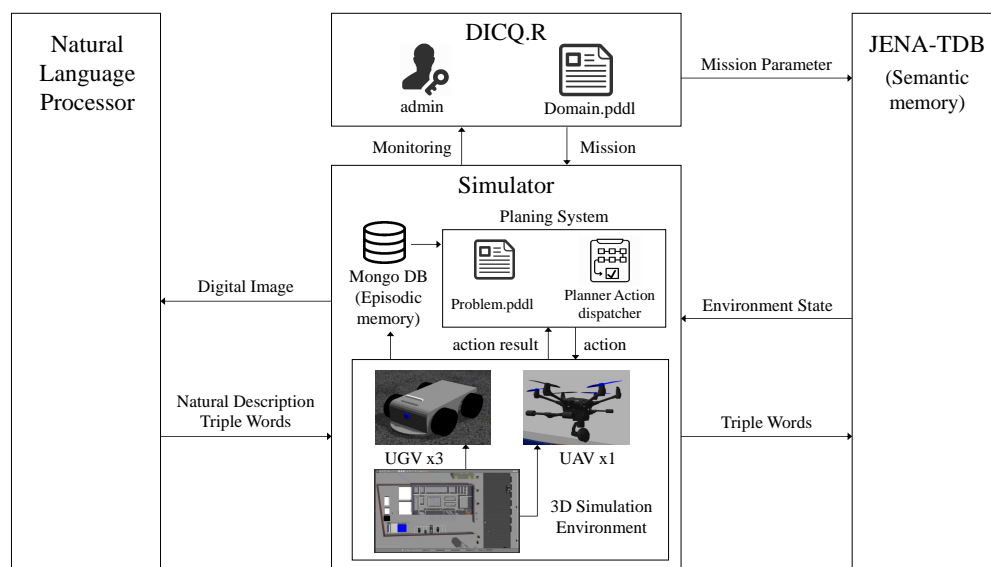 Natural
Language
Processor
DICQ.R
admin
Domain.pddl
Mission Parameter
JENA-TDB
(Semantic
memory)
Monitoring
Mission
Simulator
Planing System
Mongo DB
(Episodic
memory)
Problem.pddl
Planner Action
dispatcher
Digital Image
Environment State
action result
action
Natural Description
Triple Words
Triple Words
UGV x3
UAV x1
3D Simulation
Environment